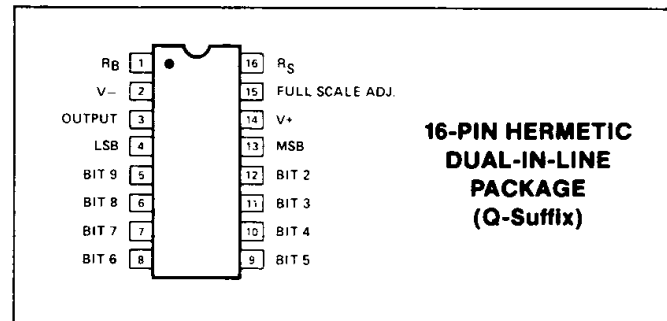 R_B 1 16 R_S
V– 2 15 FULL SCALE ADJ.
OUTPUT 3 14 V+
LSB 4 13 MSB
BIT 9 5 12 BIT 2
BIT 8 6 11 BIT 3
BIT 7 7 10 BIT 4
BIT 6 8 9 BIT 5
16-PIN HERMETIC
DUAL-IN-LINE
PACKAGE
(Q-Suffix)